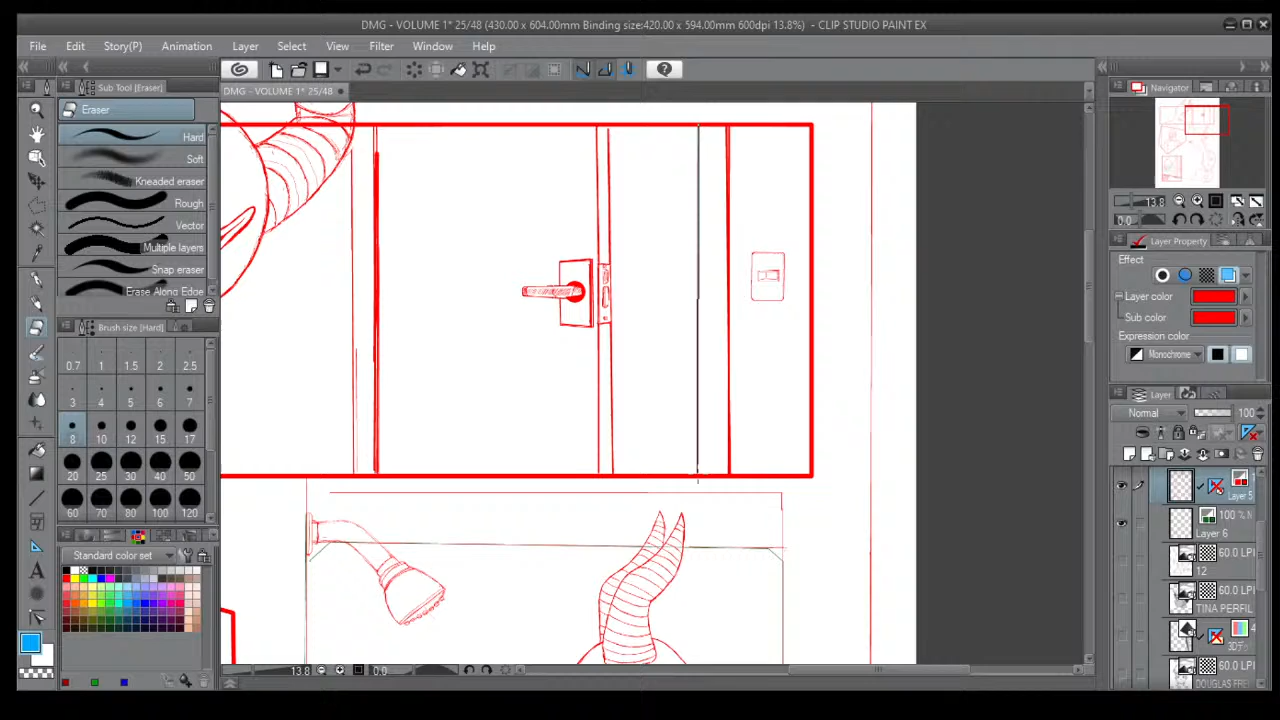 DMG - VOLUME 1* 25/48 (430.00 x 604.00mm Binding size:420.00 x 594.00mm 600dpi 13.8%) - CLIP STUDIO PAINT EX
File Edit Story(P) Animation Layer Select View Filter Window Help
Sub Tool [Eraser]
DMG - VOLUME 1* 25/48
Navigator
Eraser
Hard
Soft
Kneaded eraser
Rough
Vector
Multiple layers
Snap eraser
Erase Along Edge
Brush size [Hard]
0.7 1 1.5 2 2.5
3 4 5 6 7
8 10 12 15 17
20 25 30 40 50
60 70 80 100 120
Standard color set
13.8 0.0
13.8
0.0
Layer Property
Effect
Layer color
Sub color
Expression color
Monochrome
Layer
Normal 100
Layer 5
100 % N
Layer 6
60.0 LPI
12
60.0 LPI
TINA PERFIL
60.0 LPI